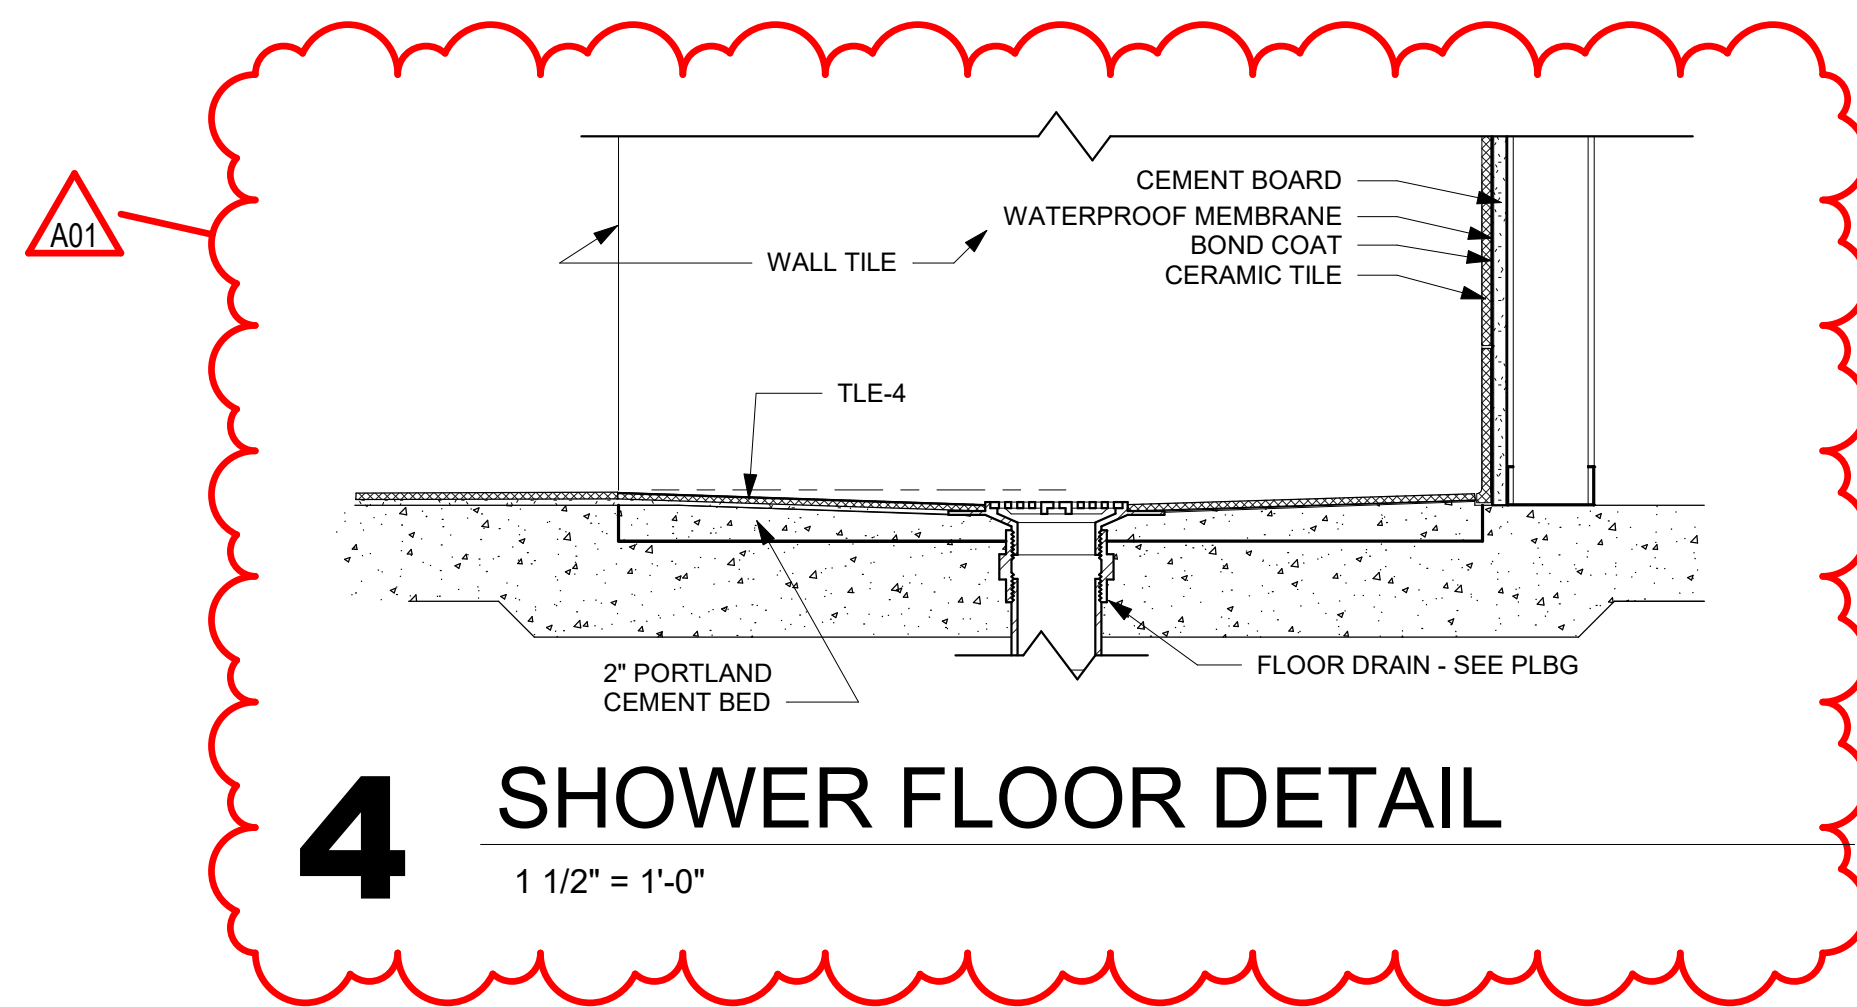 A01
CEMENT BOARD
WATERPROOF MEMBRANE
BOND COAT
CERAMIC TILE
WALL TILE
TLE-4
2" PORTLAND
CEMENT BED
FLOOR DRAIN - SEE PLBG
4 SHOWER FLOOR DETAIL
1 1/2" = 1'-0"